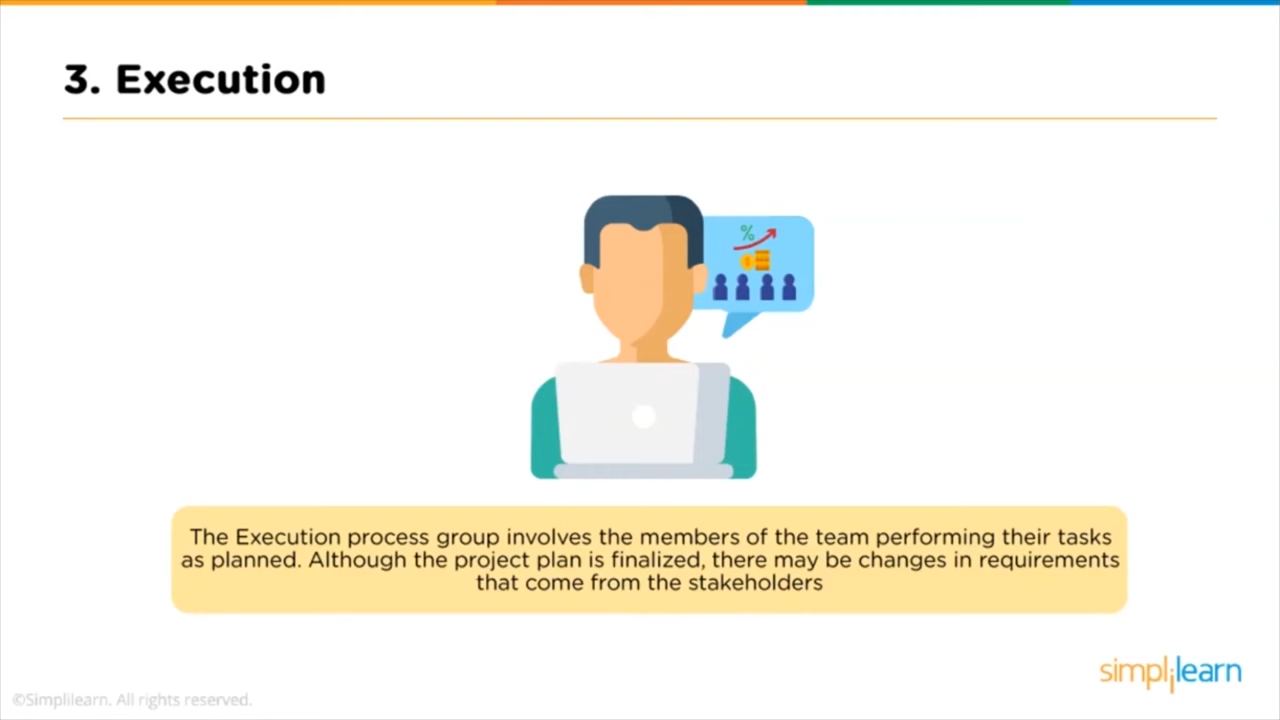 3. Execution
%
The Execution process group involves the members of the team performing their tasks
as planned. Although the project plan is finalized, there may be changes in requirements
that come from the stakeholders
simplilearn
©Simplilearn. All rights reserved.